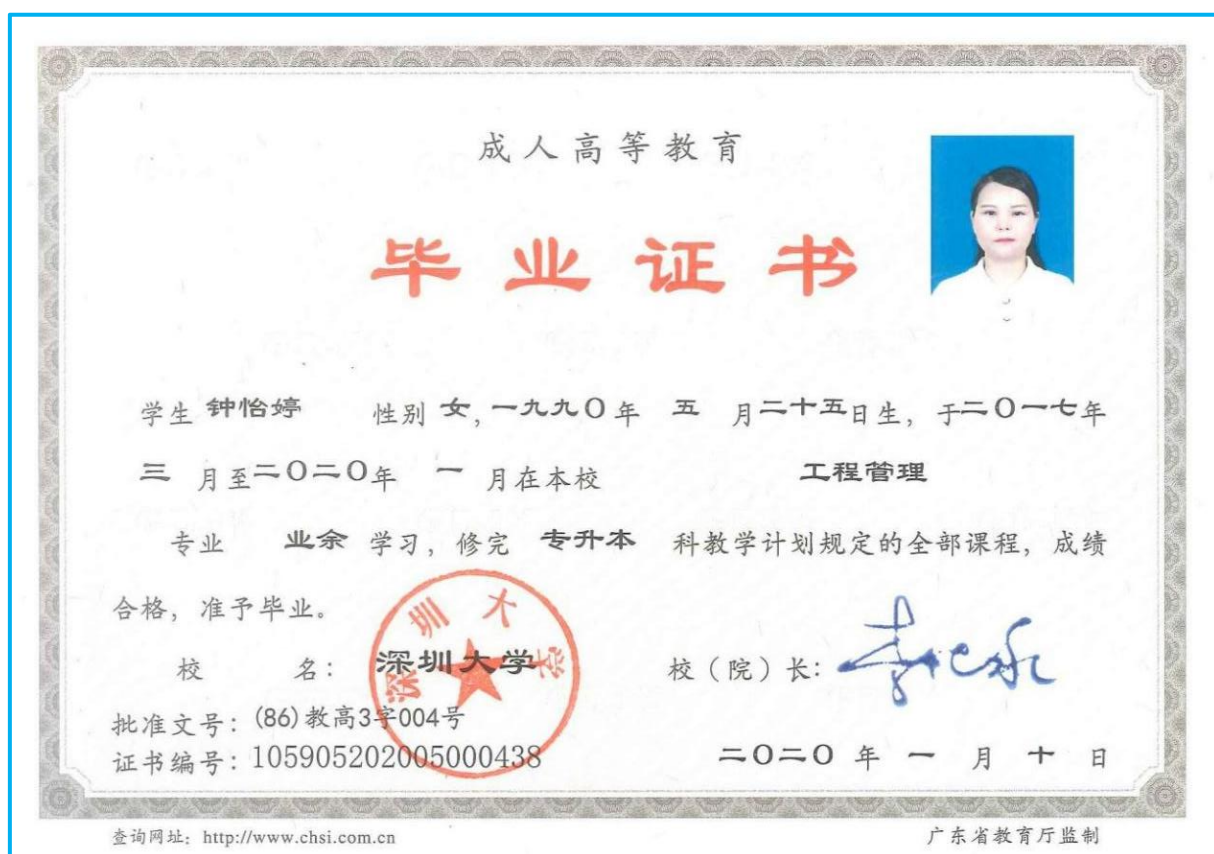 成人高等教育
毕业证书
学生 钟怡婷 性别 女, 一九九〇年 五 月二十五日生, 于二〇一七年
三 月至二〇二〇年 一 月在本校 工程管理
专业 业余 学习, 修完 专升本 科教学计划规定的全部课程, 成绩
合格, 准予毕业。
深圳大学
校 名: 深圳大学 校(院)长:
批准文号: (86)教高3字004号
证书编号: 105905202005000438 二〇二〇 年 一 月 十 日
查询网址: http://www.chsi.com.cn 广东省教育厅监制